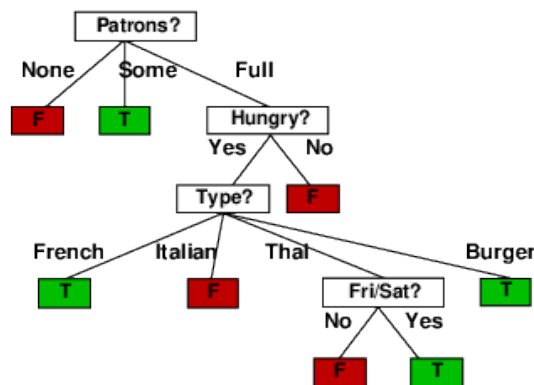 Patrons?
None Some Full
F T Hungry?
Yes No
Type? F
French Italian Thai Burger
T F Fri/Sat? T
No Yes
F T